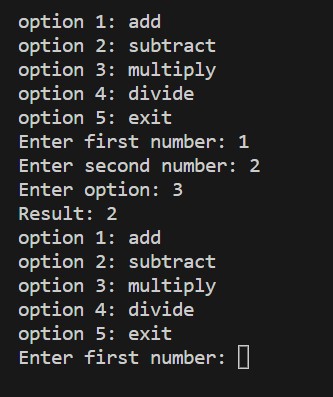 option 1: add
option 2: subtract
option 3: multiply
option 4: divide
option 5: exit
Enter first number: 1
Enter second number: 2
Enter option: 3
Result: 2
option 1: add
option 2: subtract
option 3: multiply
option 4: divide
option 5: exit
Enter first number: